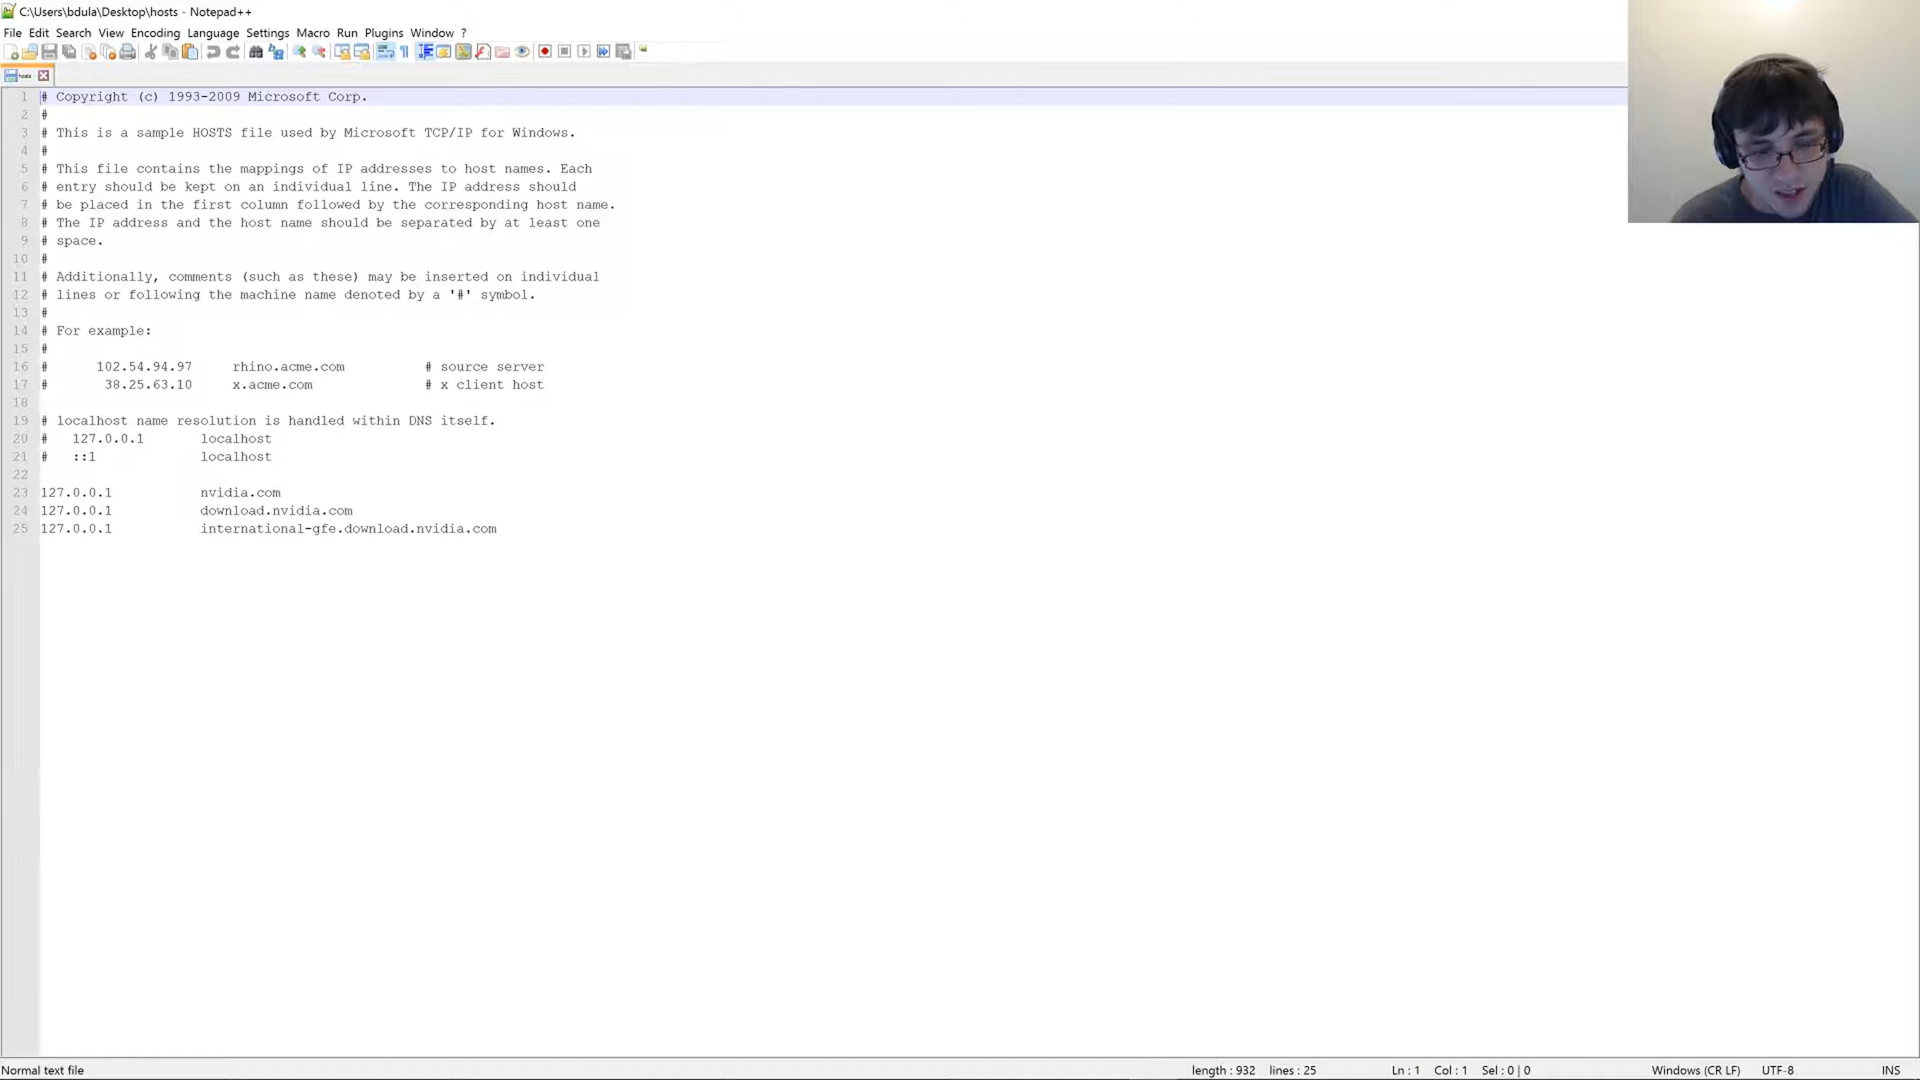 C:\Users\bdula\Desktop\hosts - Notepad++
File Edit Search View Encoding Language Settings Macro Run Plugins Window ?
hosts
1 # Copyright (c) 1993-2009 Microsoft Corp.
2 #
3 # This is a sample HOSTS file used by Microsoft TCP/IP for Windows.
4 #
5 # This file contains the mappings of IP addresses to host names. Each
6 # entry should be kept on an individual line. The IP address should
7 # be placed in the first column followed by the corresponding host name.
8 # The IP address and the host name should be separated by at least one
9 # space.
10 #
11 # Additionally, comments (such as these) may be inserted on individual
12 # lines or following the machine name denoted by a '#' symbol.
13 #
14 # For example:
15 #
16 # 102.54.94.97 rhino.acme.com # source server
17 # 38.25.63.10 x.acme.com # x client host
18
19 # localhost name resolution is handled within DNS itself.
20 # 127.0.0.1 localhost
21 # ::1 localhost
22
23 127.0.0.1 nvidia.com
24 127.0.0.1 download.nvidia.com
25 127.0.0.1 international-gfe.download.nvidia.com
Normal text file length : 932 lines : 25 Ln : 1 Col : 1 Sel : 0 | 0 Windows (CR LF) UTF-8 INS